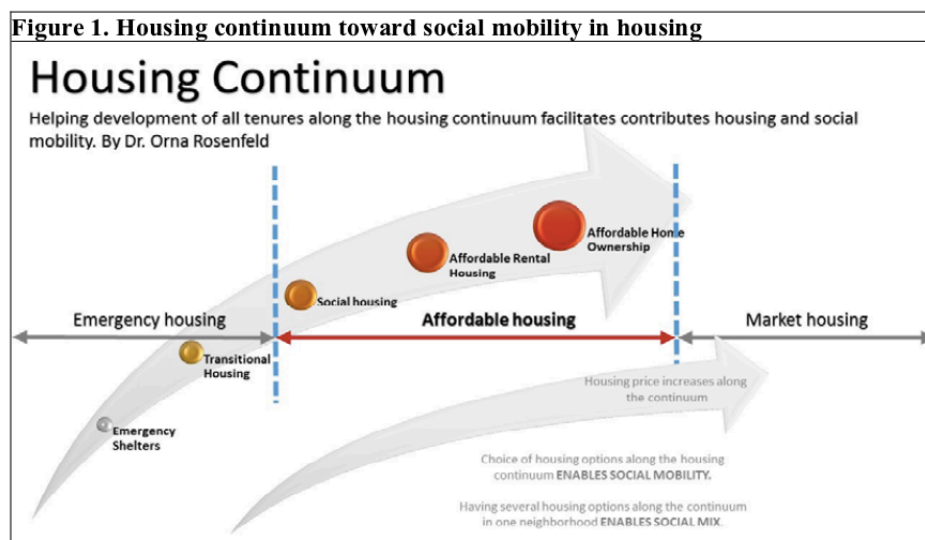 Figure 1. Housing continuum toward social mobility in housing
Housing Continuum
Helping development of all tenures along the housing continuum facilitates contributes housing and social
mobility. By Dr. Orna Rosenfeld
Affordable Home
Ownership
Affordable Rental
Housing
Social housing
Emergency housing
Affordable housing
Market housing
Transitional
Housing
Emergency
Shelters
Housing price increases along
the continuum
Choice of housing options along the housing
continuum ENABLES SOCIAL MOBILITY.
Having several housing options along the continuum
in one neighborhood ENABLES SOCIAL MIX.